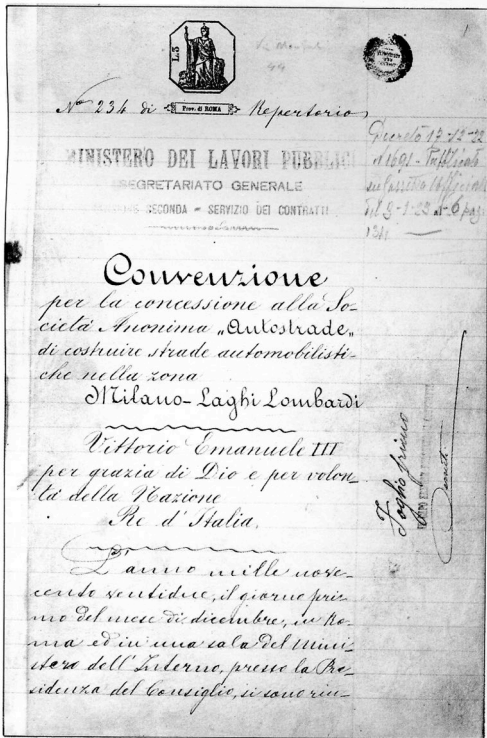 L.3
Prov. di ROMA
N° 234 di Repertorio
MINISTERO DEI LAVORI PUBBLICI
SEGRETARIATO GENERALE
SECONDA - SERVIZIO DEI CONTRATTI
Decreto 17-12-22
n 1691 - Pubblicato
Convenzione
per la concessione alla So-
cietá Anonima „Autostrade„
di costruire strade automobilisti-
che nella zona
Milano-Laghi Lombardi
Vittorio Emanuele III
per grazia di Dio e per volon-
tá della Nazione
Re d'Italia.
L'anno mille nove-
cento ventidue, il giorno pri-
mo del mese di dicembre, in Ro-
ma ed in una sala del Mini-
stero dell'Interno, presso la Pre-
sidenza del Consiglio, si sono riu-
Foglio primo